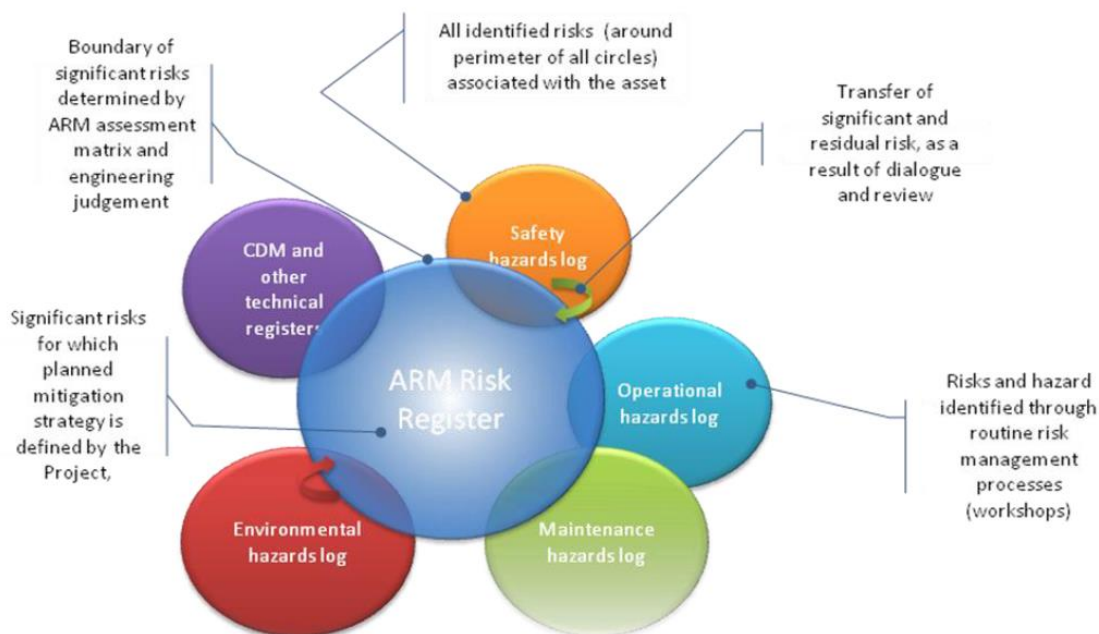 All identified risks (around
perimeter of all circles)
associated with the asset
Boundary of
significant risks
determined by
ARM assessment
matrix and
engineering
judgement
Transfer of
significant and
residual risk, as a
result of dialogue
and review
Safety
hazards log
CDM and
other
technical
registers
Significant risks
for which
planned
mitigation
strategy is
defined by the
Project,
ARM Risk
Register
Operational
hazards log
Risks and hazard
identified through
routine risk
management
processes
(workshops)
Environmental
hazards log
Maintenance
hazards log